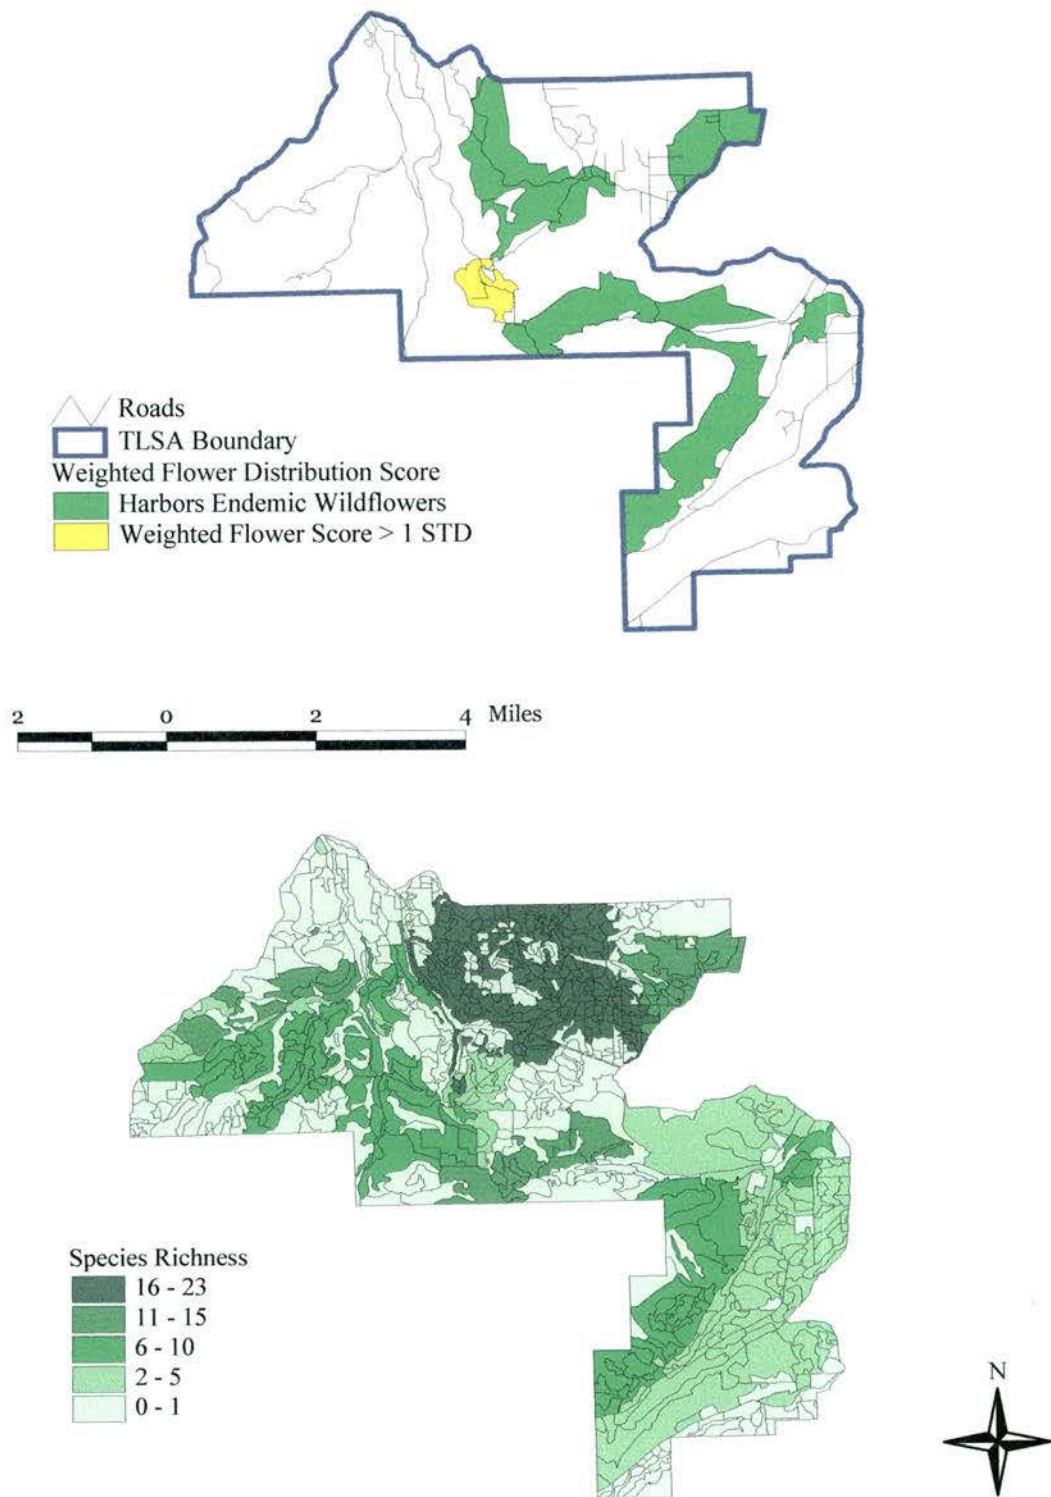 Roads
TLSA Boundary
Weighted Flower Distribution Score
Harbors Endemic Wildflowers
Weighted Flower Score > 1 STD
2 0 2 4 Miles
Species Richness
16 - 23
11 - 15
6 - 10
2 - 5
0 - 1
N